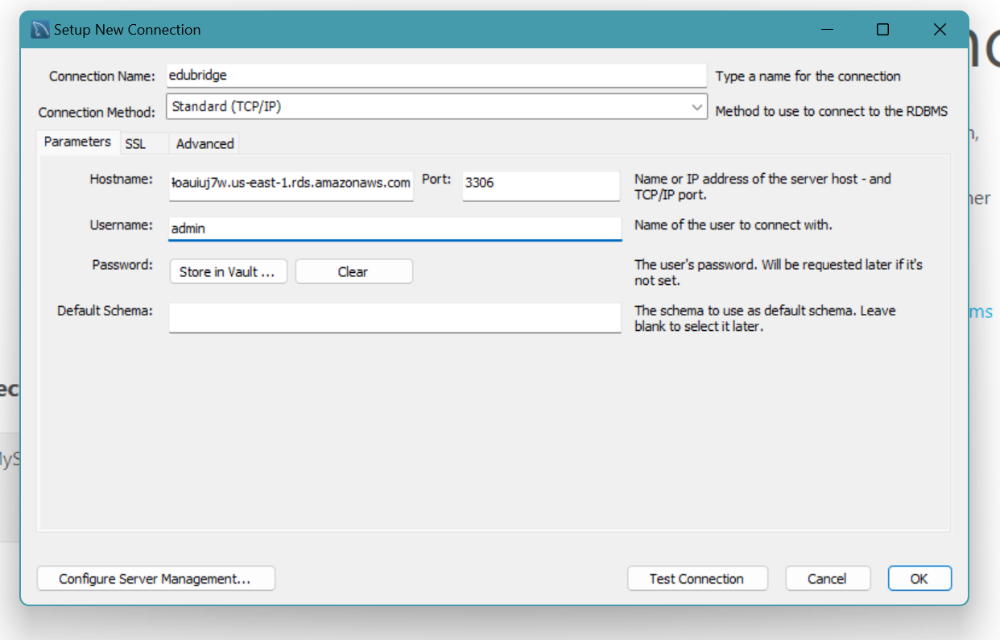 Setup New Connection
Connection Name: edubridge Type a name for the connection
Connection Method: Standard (TCP/IP) Method to use to connect to the RDBMS
Parameters SSL Advanced
Hostname: oauiuj7w.us-east-1.rds.amazonaws.com Port: 3306 Name or IP address of the server host - and
TCP/IP port.
Username: admin Name of the user to connect with.
Password: Store in Vault ... Clear The user's password. Will be requested later if it's
not set.
Default Schema: The schema to use as default schema. Leave
blank to select it later.
Configure Server Management... Test Connection Cancel OK